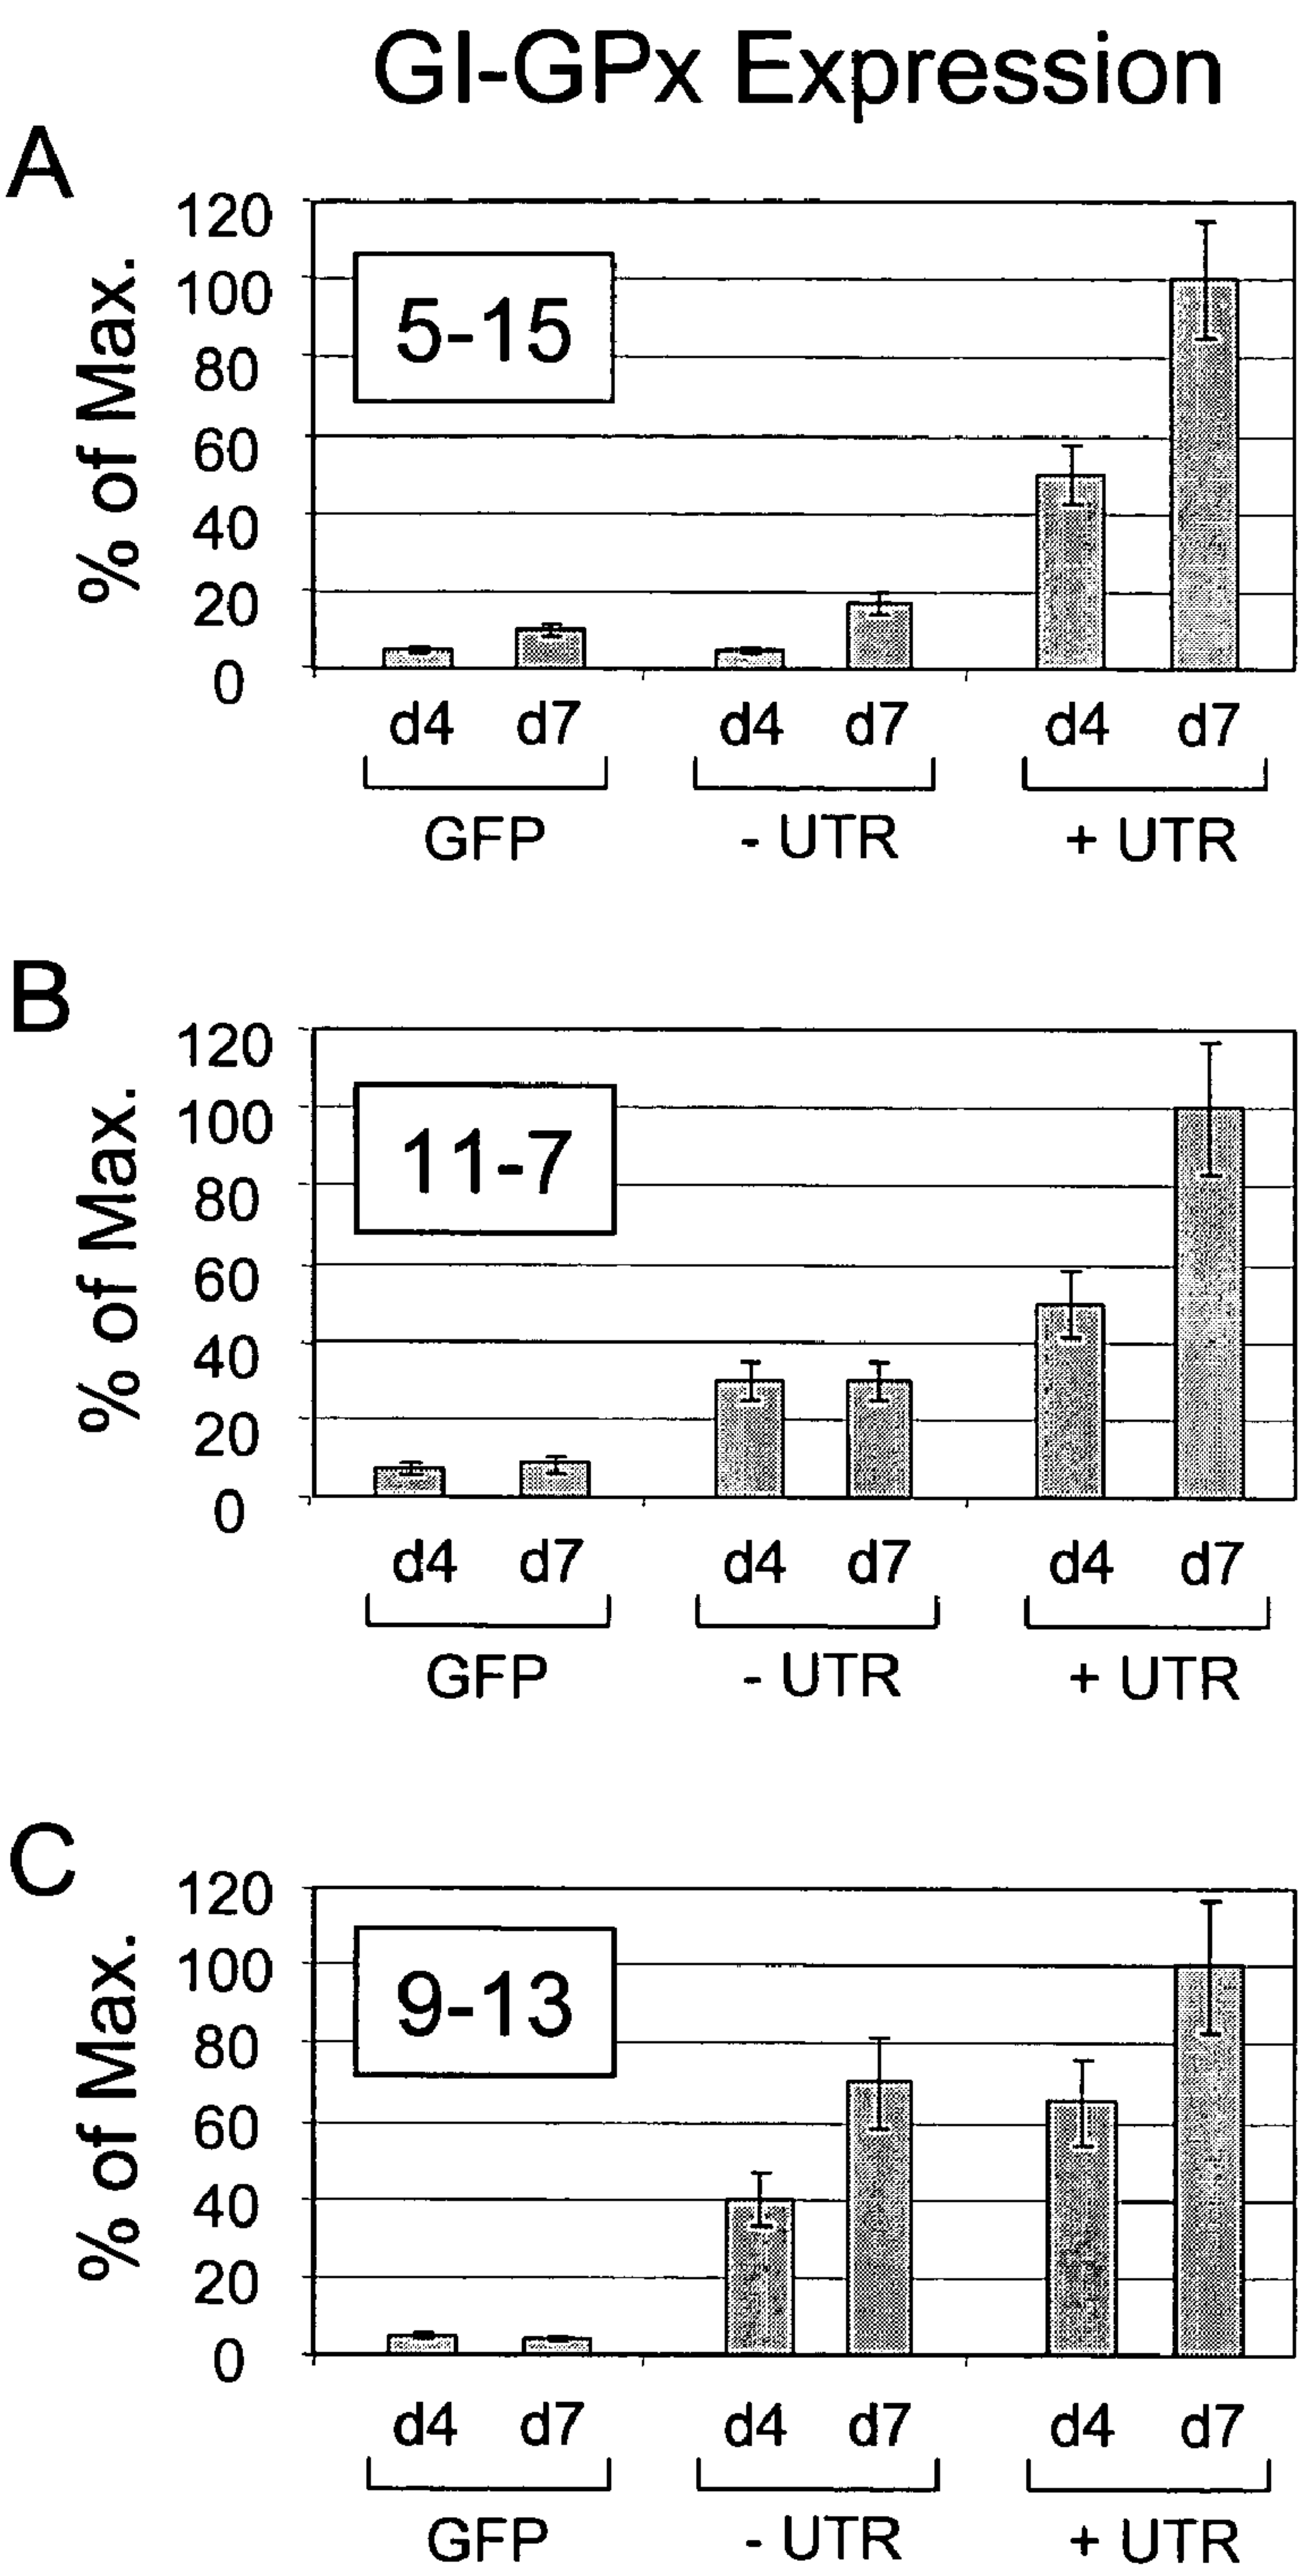 GI-GPx Expression
A
% of Max.
120
100
80
60
40
20
0
5-15
d4 d7 d4 d7 d4 d7
GFP - UTR + UTR
B
% of Max.
120
100
80
60
40
20
0
11-7
d4 d7 d4 d7 d4 d7
GFP - UTR + UTR
C
% of Max.
120
100
80
60
40
20
0
9-13
d4 d7 d4 d7 d4 d7
GFP - UTR + UTR